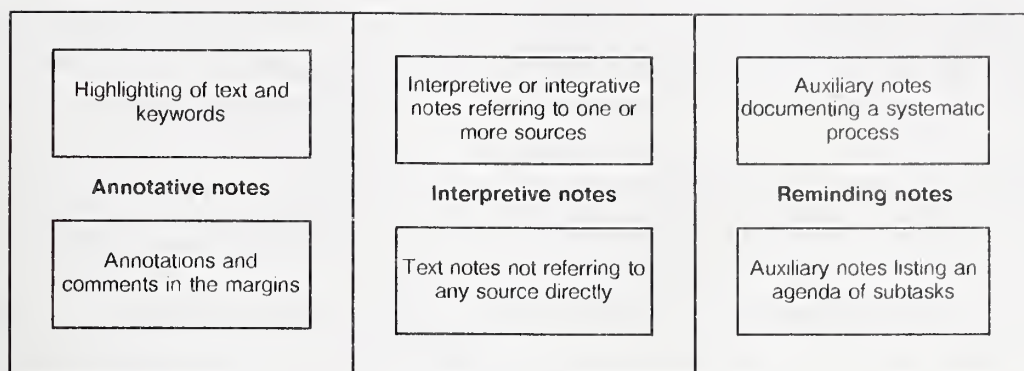 Highlighting of text and
keywords
Annotative notes
Annotations and
comments in the margins
Interpretive or integrative
notes referring to one or
more sources
Interpretive notes
Text notes not referring to
any source directly
Auxiliary notes
documenting a systematic
process
Reminding notes
Auxiliary notes listing an
agenda of subtasks